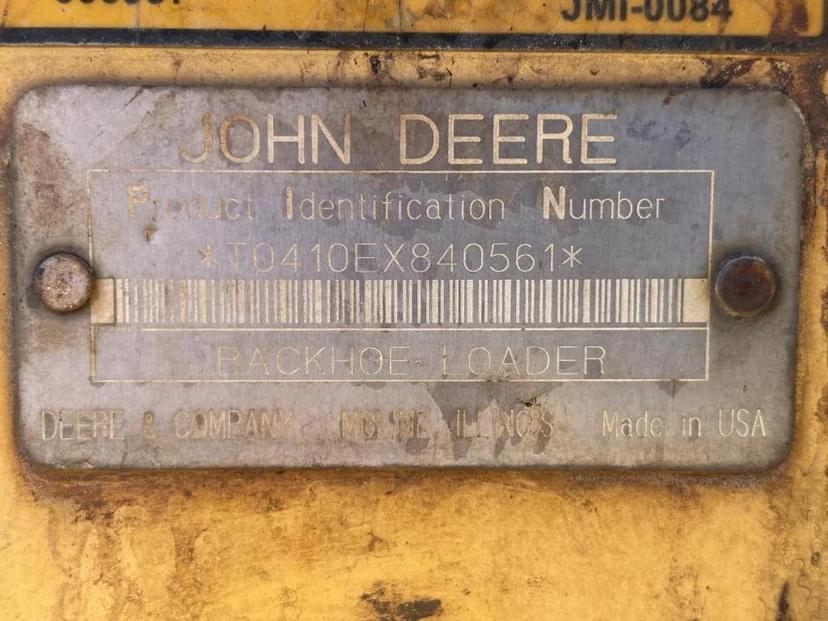 JMI-0084
JOHN DEERE
Product Identification Number
*T0410EX840561*
BACKHOE LOADER
DEERE & COMPANY MOLINE, ILLINOIS Made in USA